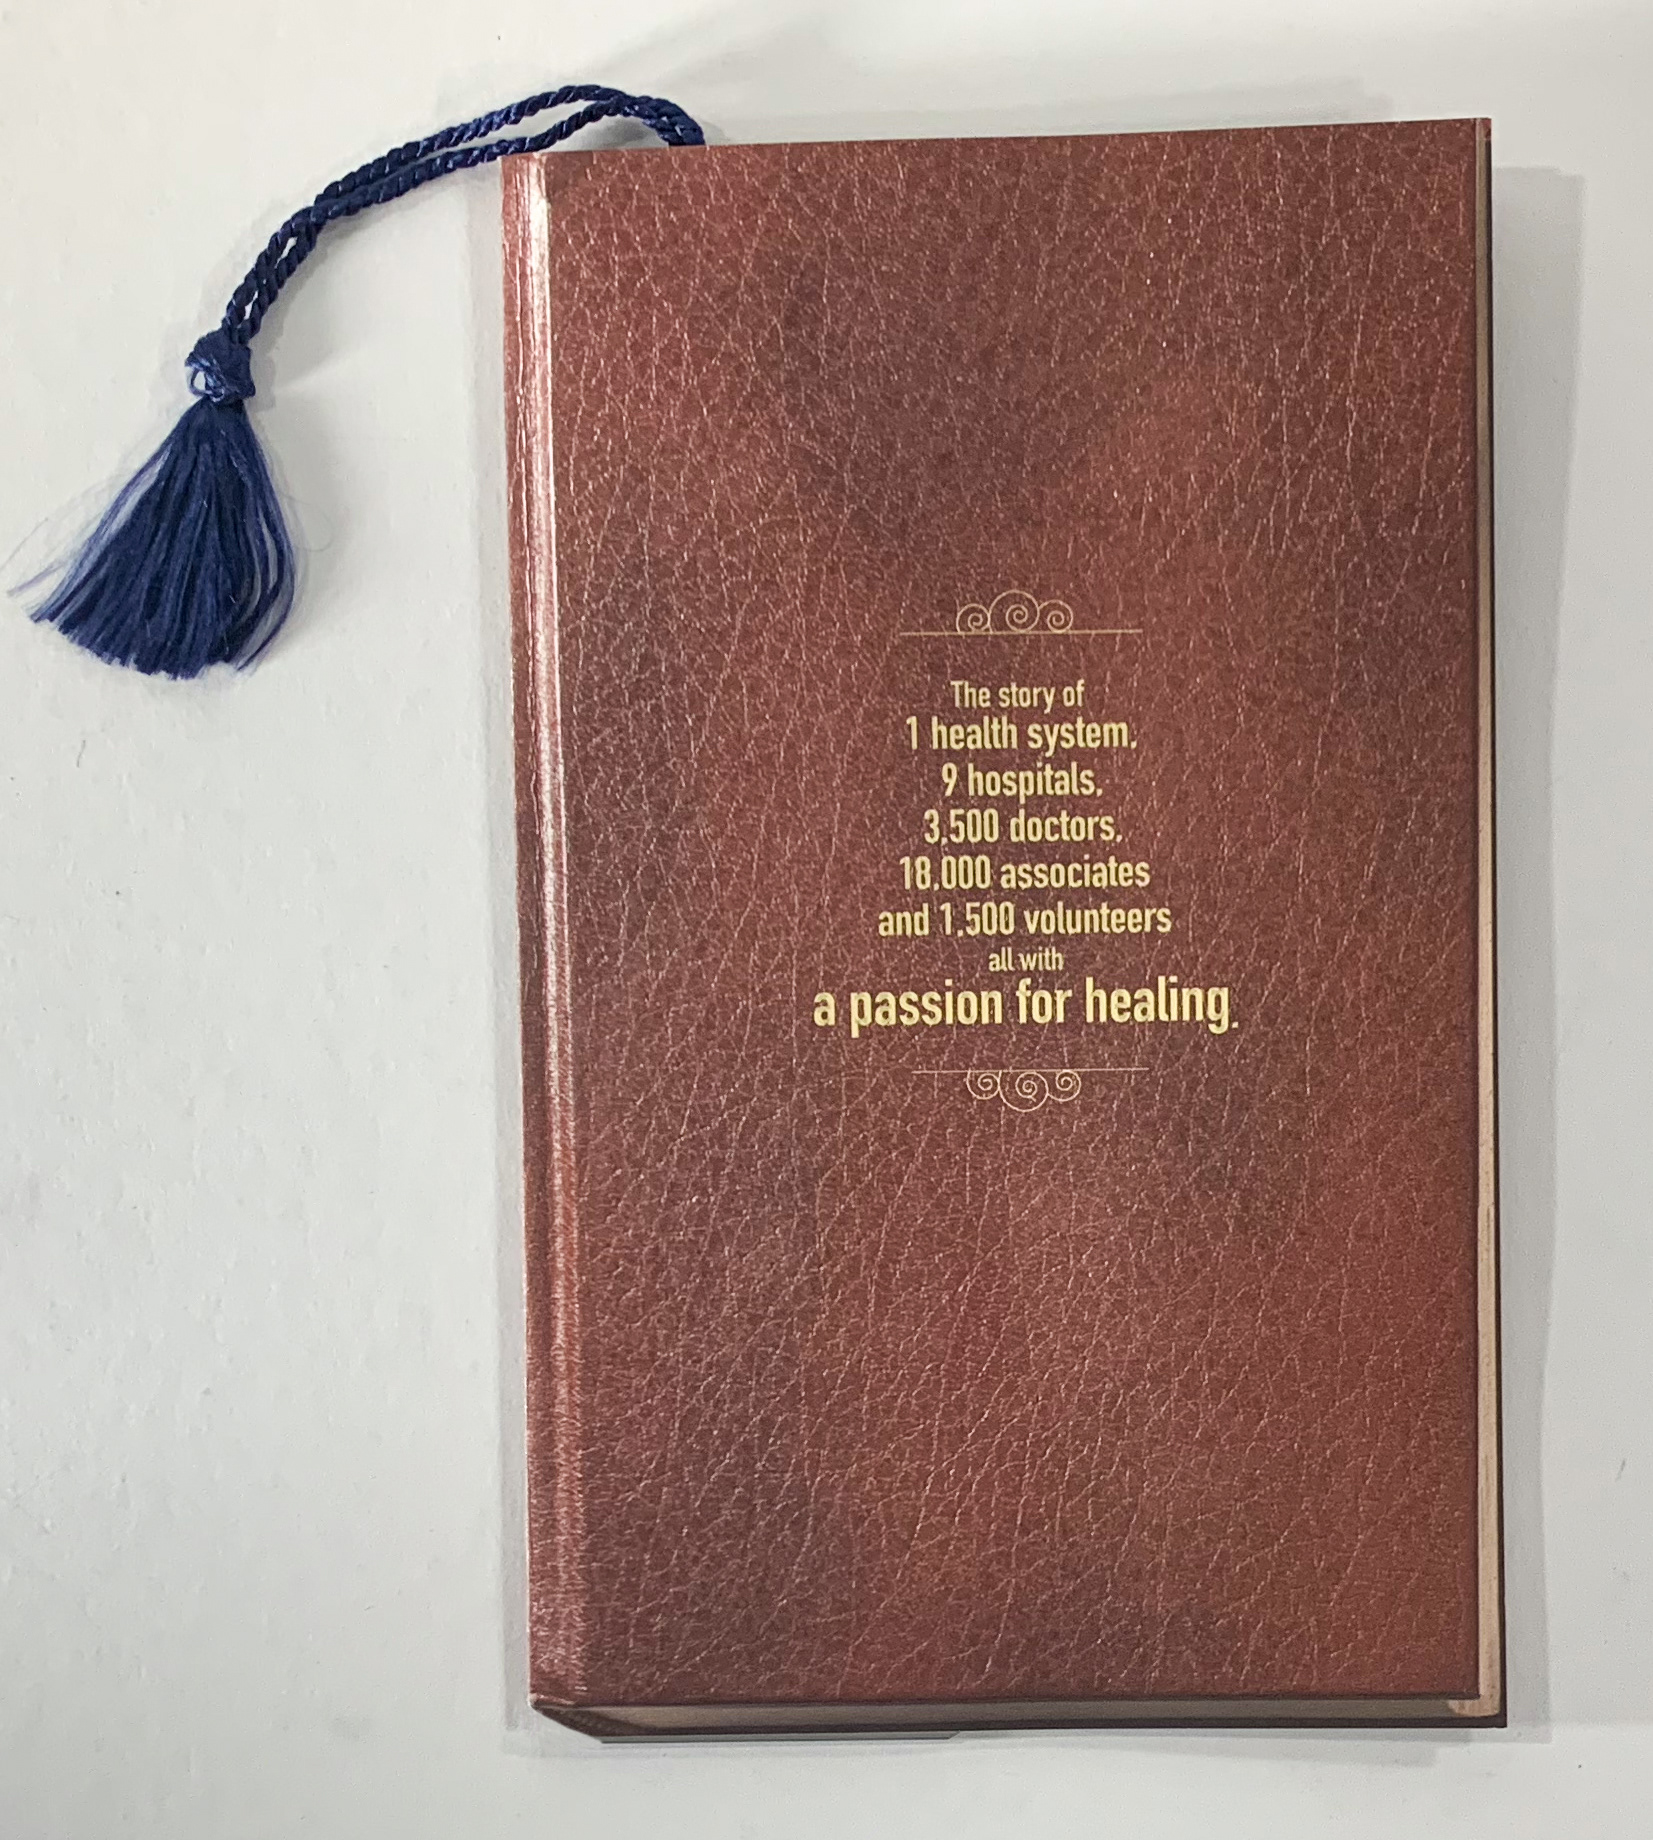 The story of
1 health system,
9 hospitals,
3,500 doctors,
18,000 associates
and 1,500 volunteers
all with
a passion for healing.